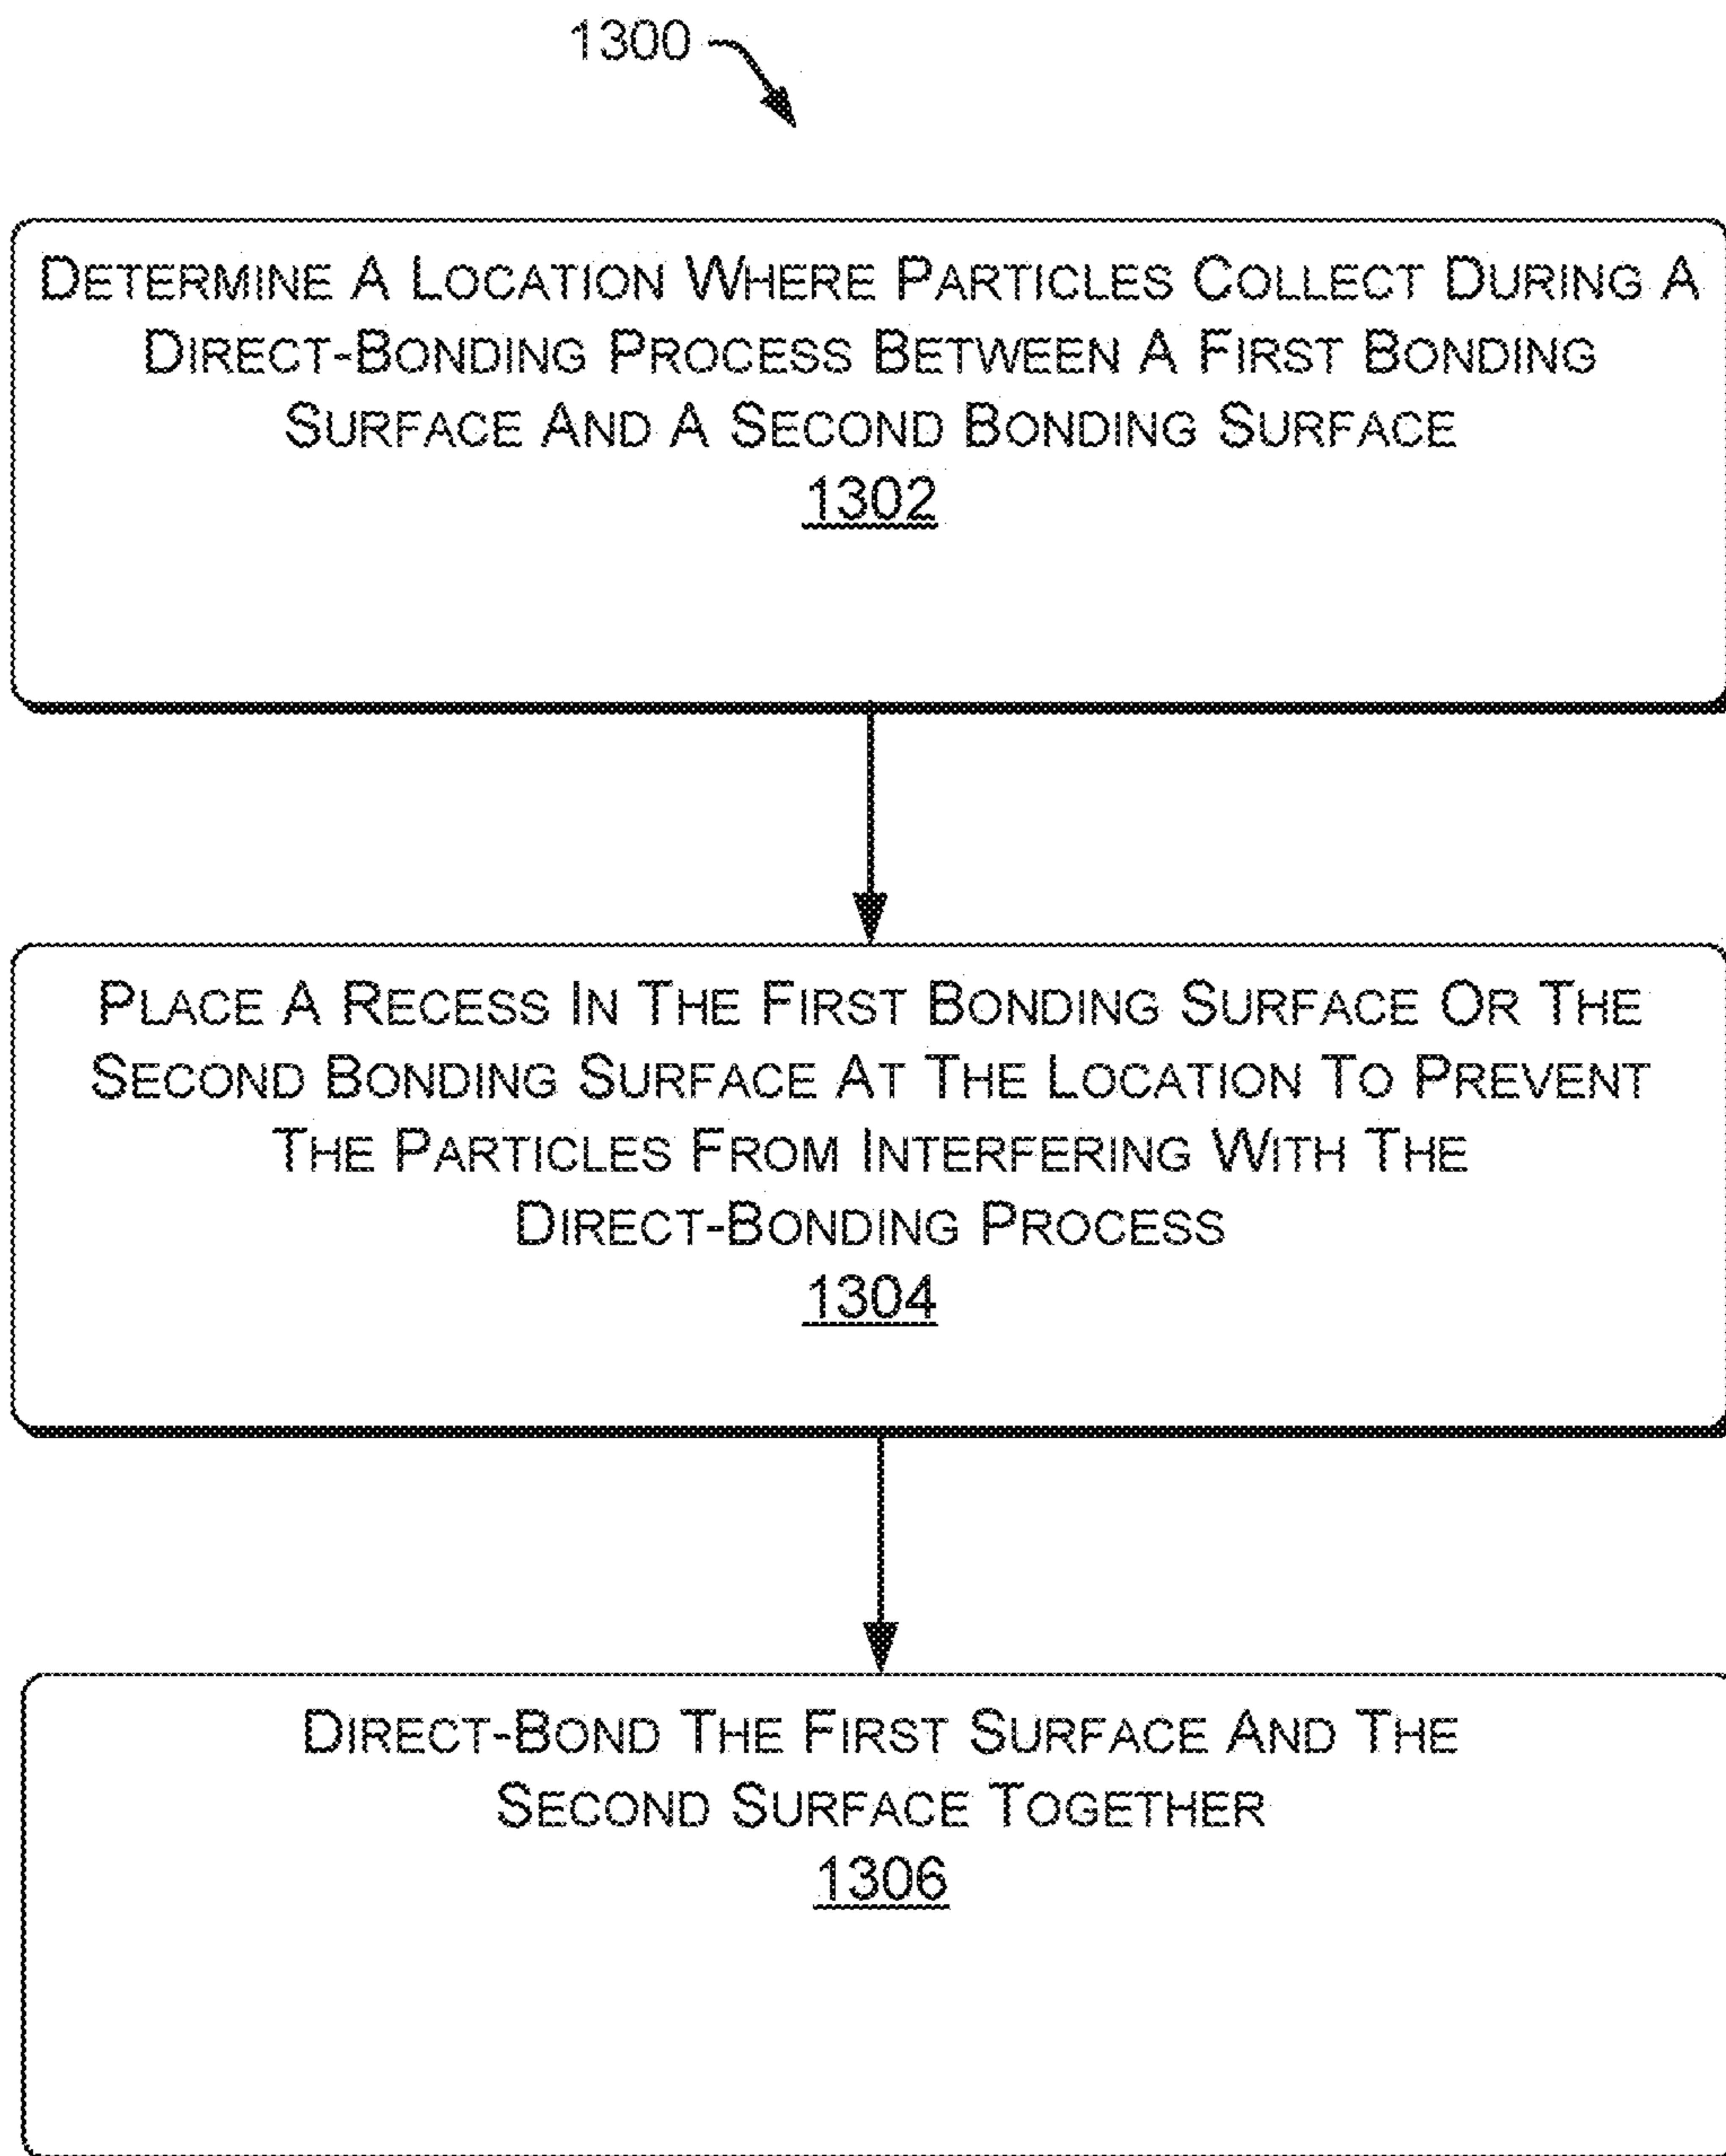 1300
DETERMINE A LOCATION WHERE PARTICLES COLLECT DURING A
DIRECT-BONDING PROCESS BETWEEN A FIRST BONDING
SURFACE AND A SECOND BONDING SURFACE
1302
PLACE A RECESS IN THE FIRST BONDING SURFACE OR THE
SECOND BONDING SURFACE AT THE LOCATION TO PREVENT
THE PARTICLES FROM INTERFERING WITH THE
DIRECT-BONDING PROCESS
1304
DIRECT-BOND THE FIRST SURFACE AND THE
SECOND SURFACE TOGETHER
1306